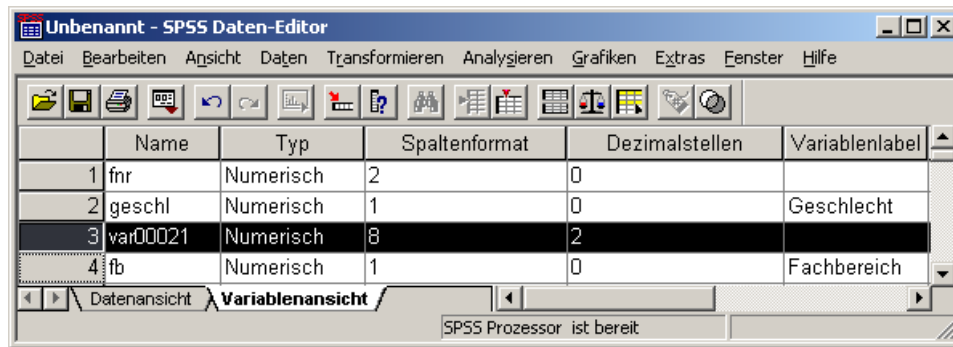 Unbenannt - SPSS Daten-Editor
Datei Bearbeiten Ansicht Daten Transformieren Analysieren Grafiken Extras Fenster Hilfe
Name Typ Spaltenformat Dezimalstellen Variablenlabel
1 fnr Numerisch 2 0
2 geschl Numerisch 1 0 Geschlecht
3 var00021 Numerisch 8 2
4 fb Numerisch 1 0 Fachbereich
Datenansicht Variablenansicht
SPSS Prozessor ist bereit